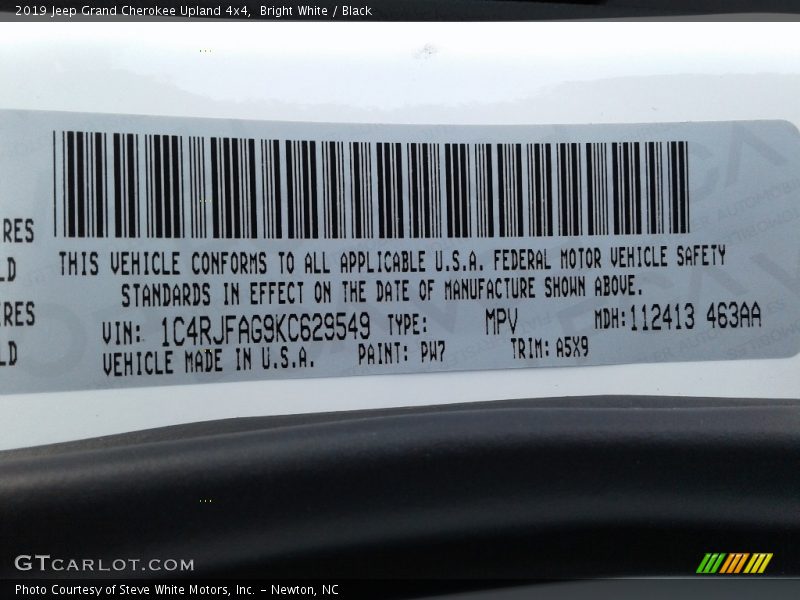 2019 Jeep Grand Cherokee Upland 4x4,  Bright White / Black
RES
LD
IRES
LD
THIS VEHICLE CONFORMS TO ALL APPLICABLE U.S.A. FEDERAL MOTOR VEHICLE SAFETY
STANDARDS IN EFFECT ON THE DATE OF MANUFACTURE SHOWN ABOVE.
VIN: 1C4RJFAG9KC629549 TYPE: MPV MDH:112413 463AA
VEHICLE MADE IN U.S.A. PAINT: PW7 TRIM: A5X9
GTCARLOT.COM
Photo Courtesy of Steve White Motors, Inc. – Newton, NC